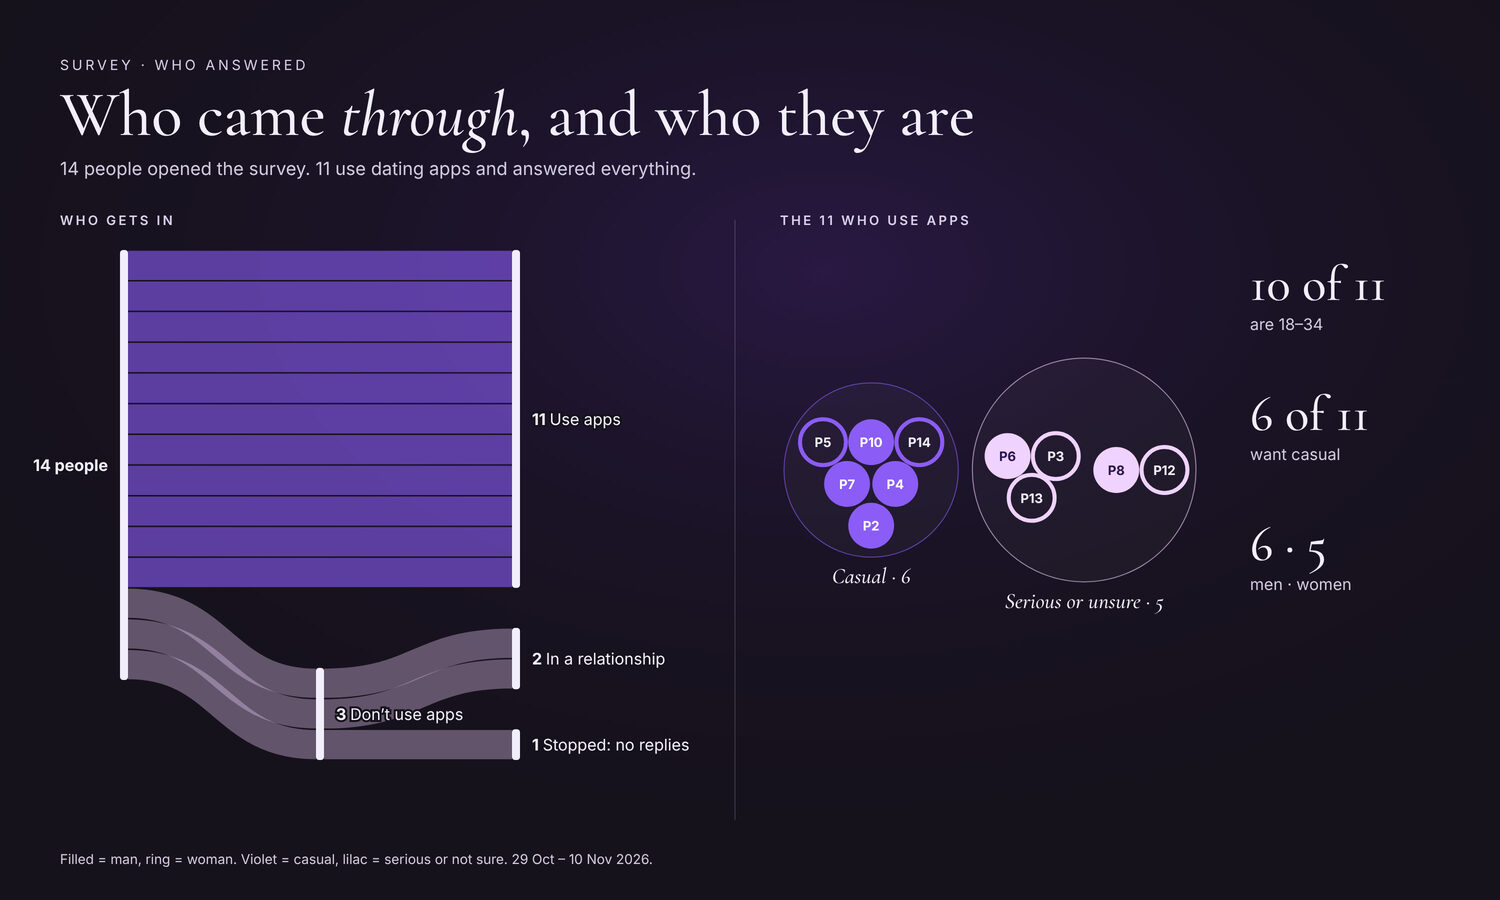 SURVEY · WHO ANSWERED
Who came through, and who they are
14 people opened the survey. 11 use dating apps and answered everything.
WHO GETS IN
14 people
11 Use apps
2 In a relationship
3 Don’t use apps
1 Stopped: no replies
THE 11 WHO USE APPS
P5
P10
P14
P7
P4
P2
Casual · 6
P6
P3
P13
P8
P12
Serious or unsure · 5
10 of 11
are 18–34
6 of 11
want casual
6 · 5
men · women
Filled = man, ring = woman. Violet = casual, lilac = serious or not sure. 29 Oct – 10 Nov 2026.